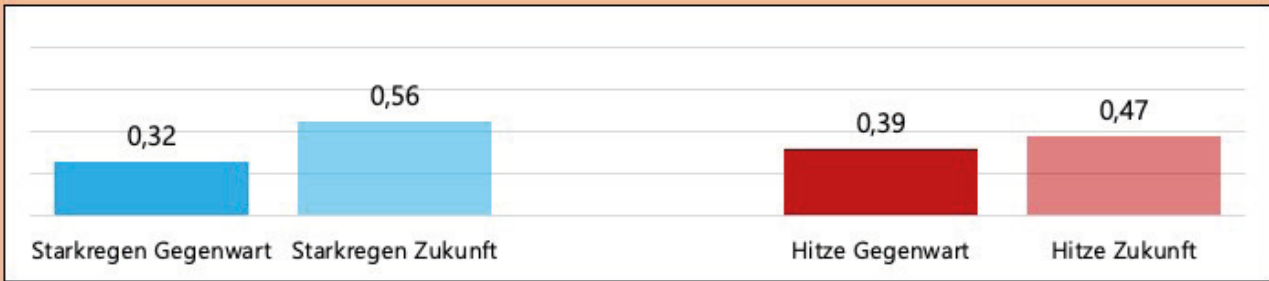 0,56
0,32
0,39
0,47
Starkregen Gegenwart
Starkregen Zukunft
Hitze Gegenwart
Hitze Zukunft